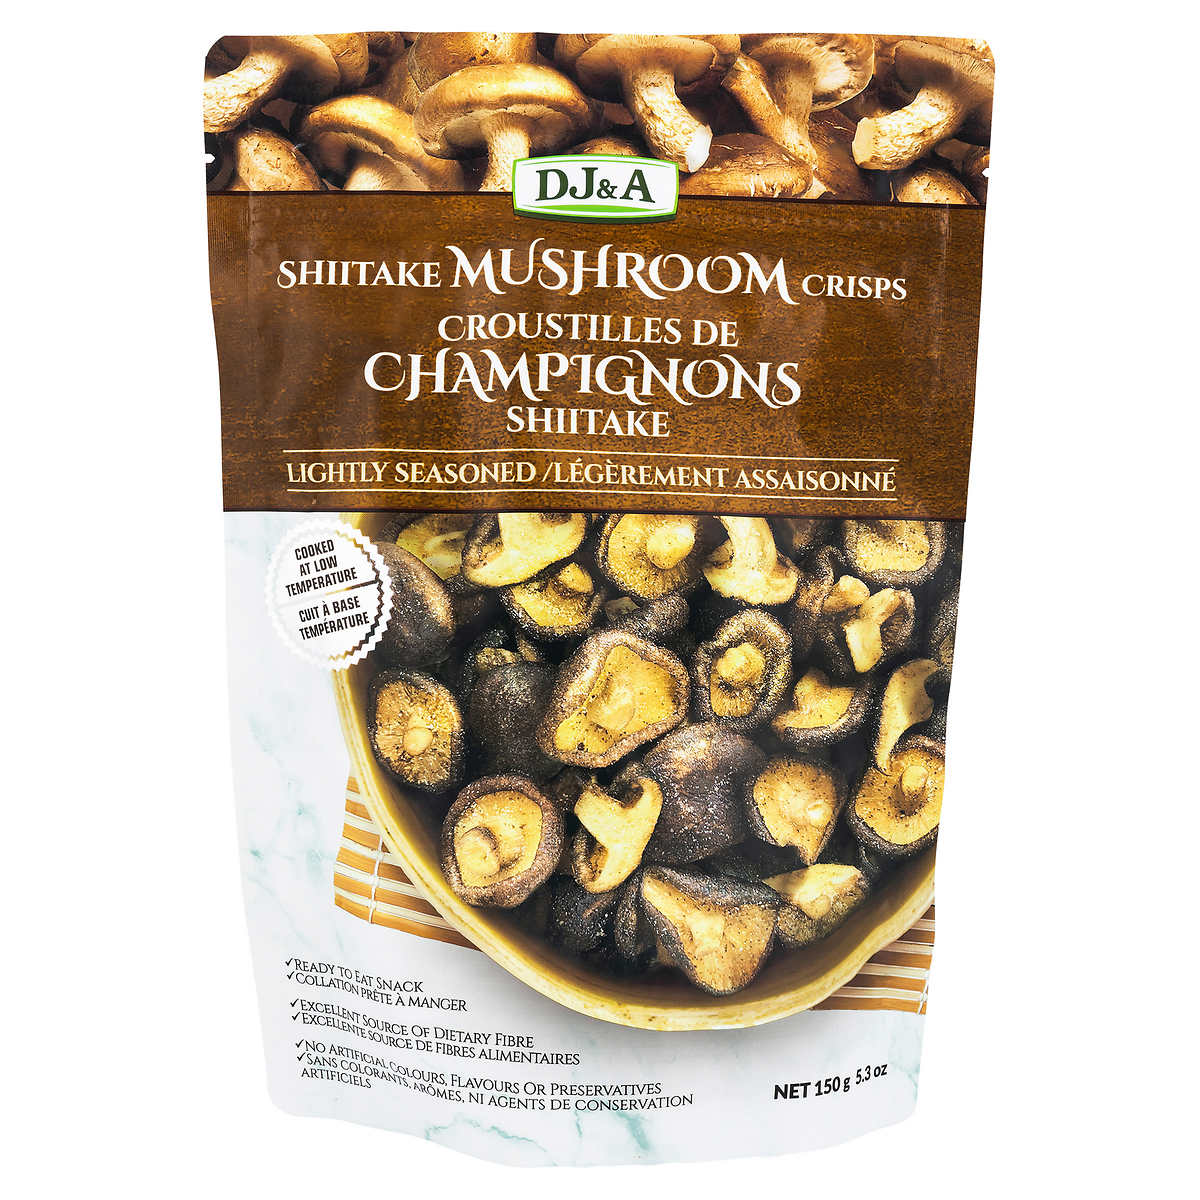 DJ&A
SHIITAKE MUSHROOM CRISPS
CROUSTILLES DE
CHAMPIGNONS
SHIITAKE
LIGHTLY SEASONED / LÉGÈREMENT ASSAISONNÉ
COOKED
AT LOW
TEMPERATURE
CUIT À BASE
TEMPÉRATURE
✓READY TO EAT SNACK
✓COLLATION PRÊTE À MANGER
✓EXCELLENT SOURCE OF DIETARY FIBRE
✓EXCELLENTE SOURCE DE FIBRES ALIMENTAIRES
✓NO ARTIFICIAL COLOURS, FLAVOURS OR PRESERVATIVES
✓SANS COLORANTS, ARÔMES, NI AGENTS DE CONSERVATION
ARTIFICIELS
NET 150 g 5.3 oz